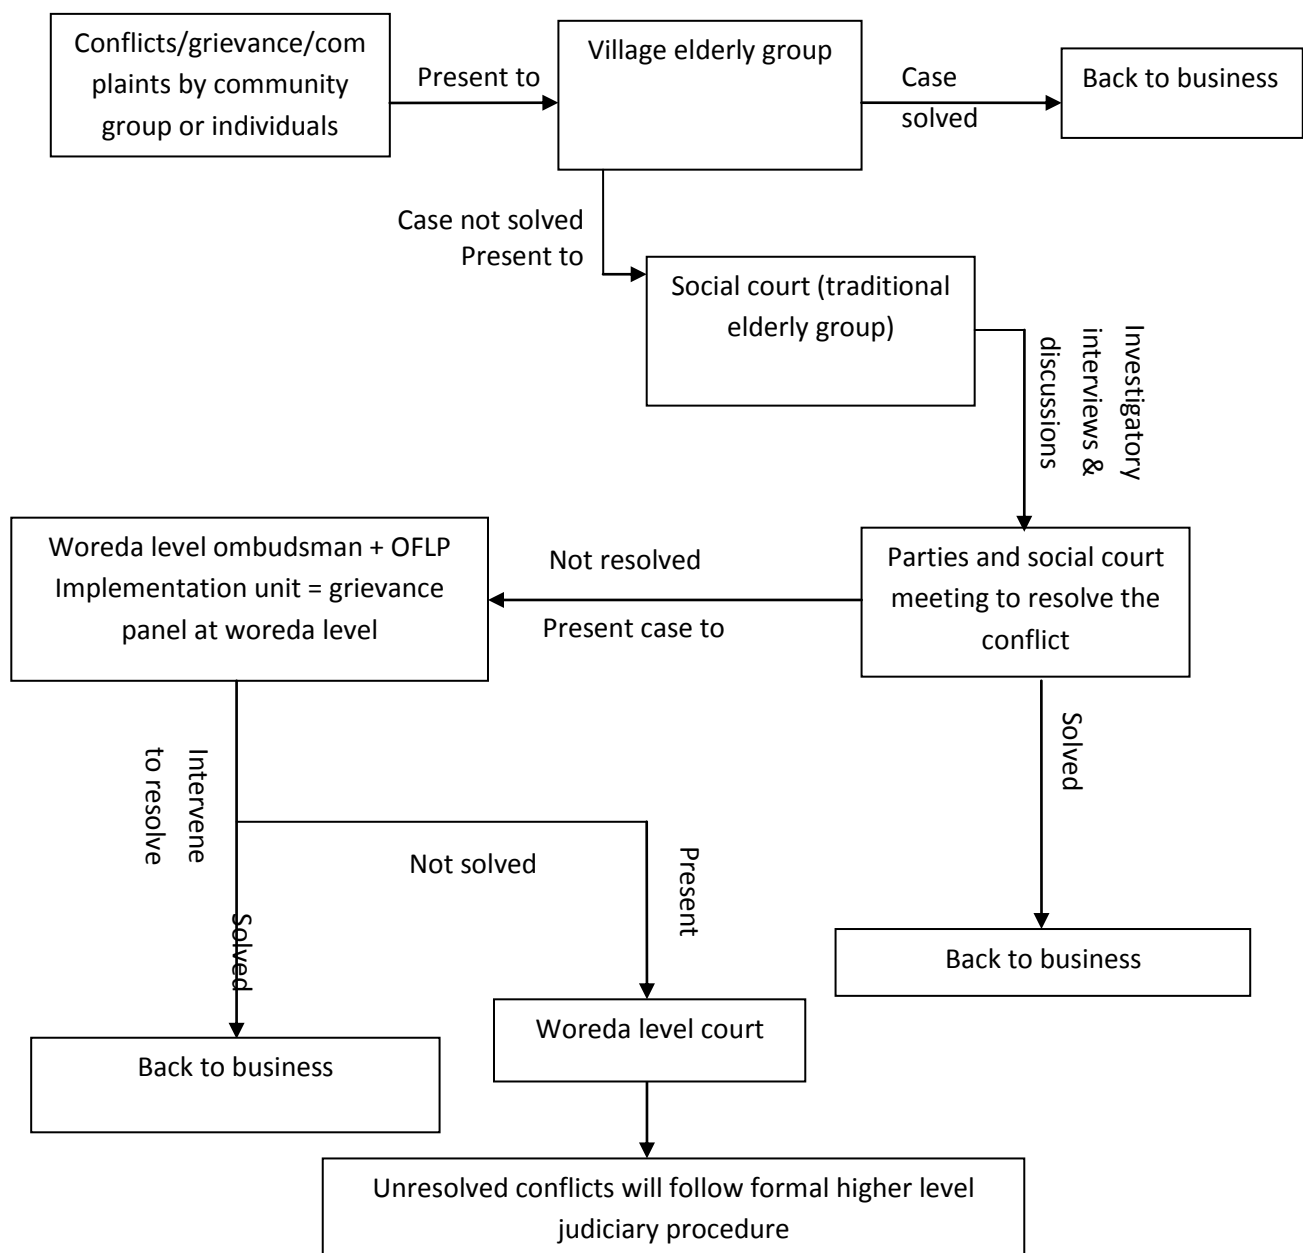 Conflicts/grievance/com
plaints by community
group or individuals
Present to
Village elderly group
Case
solved
Back to business
Case not solved
Present to
Social court (traditional
elderly group)
Investigatory
interviews &
discussions
Parties and social court
meeting to resolve the
conflict
Not resolved
Present case to
Woreda level ombudsman + OFLP
Implementation unit = grievance
panel at woreda level
Solved
Back to business
Intervene
to resolve
Not solved
Present
Solved
Back to business
Woreda level court
Unresolved conflicts will follow formal higher level
judiciary procedure